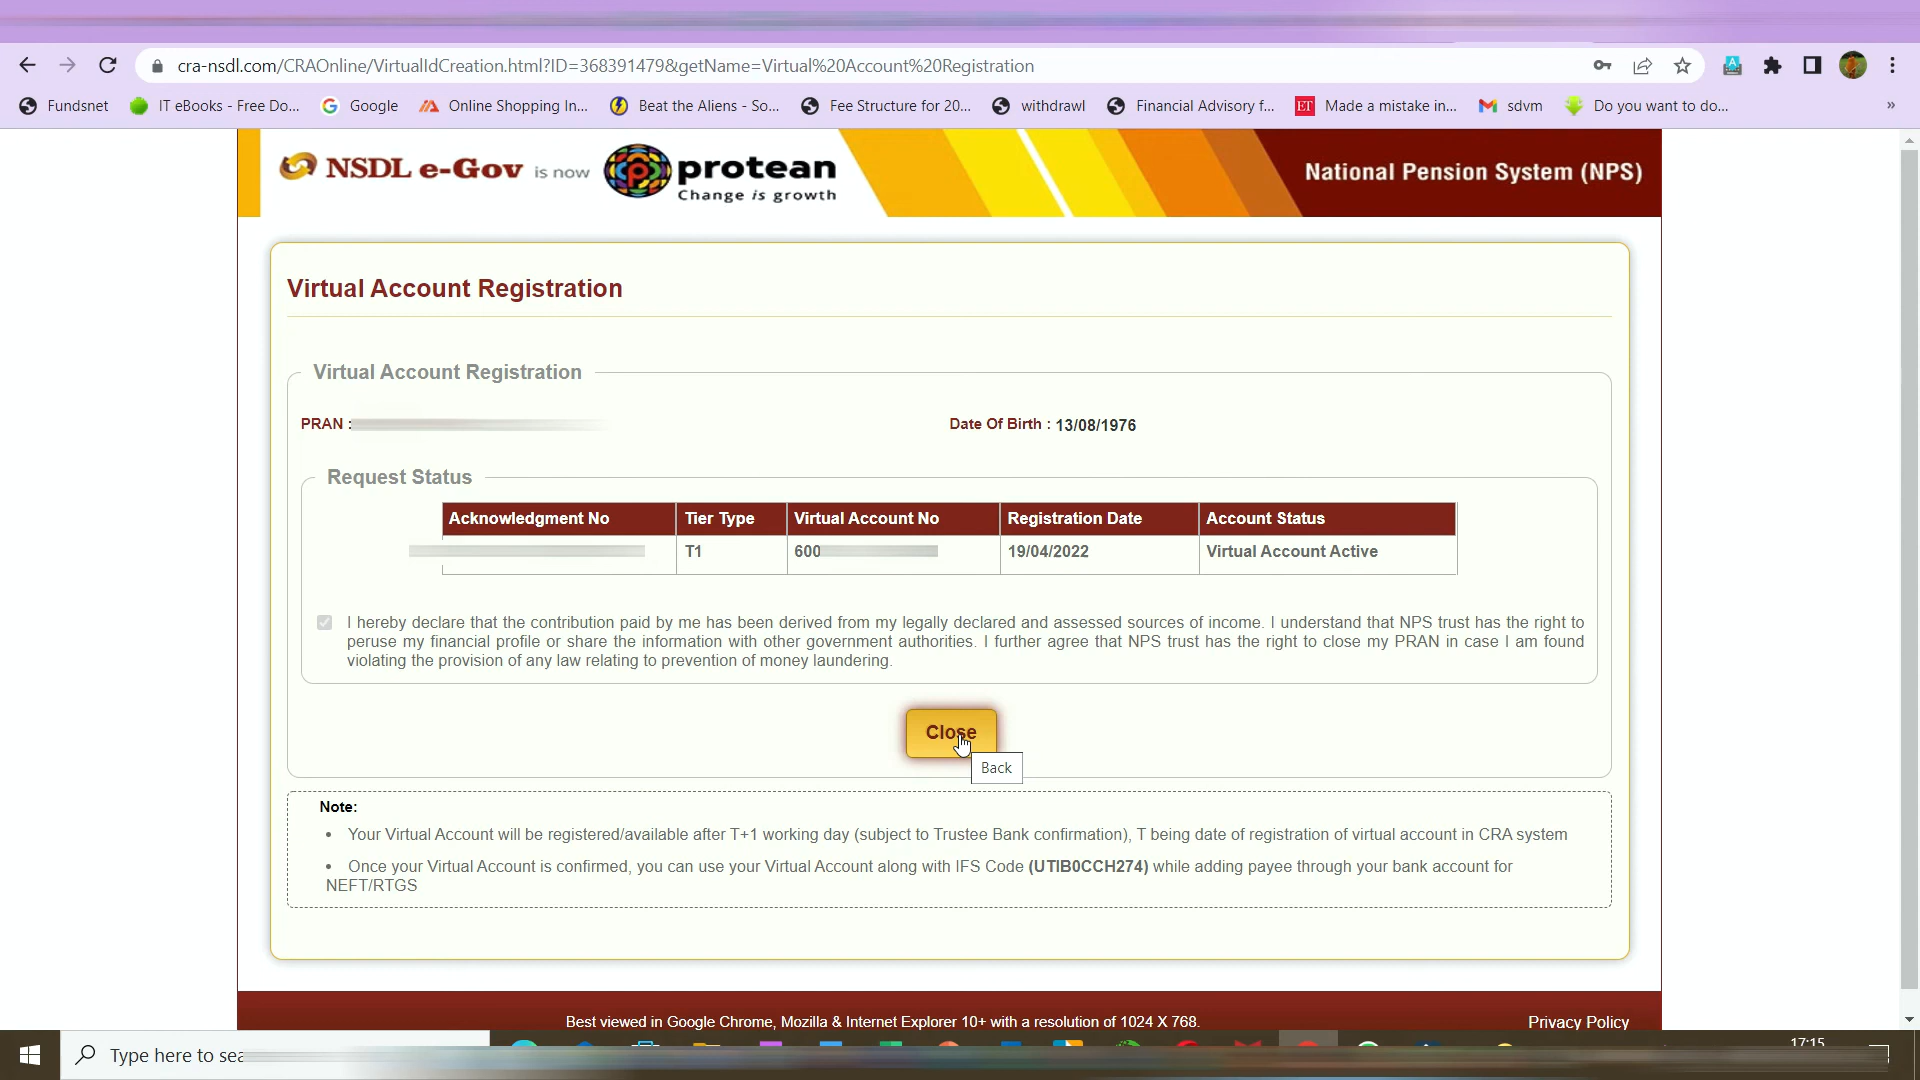 cra-nsdl.com/CRAOnline/VirtualIdCreation.html?ID=368391479&getName=Virtual%20Account%20Registration
Fundsnet IT eBooks - Free Do... Google Online Shopping In... Beat the Aliens - So... Fee Structure for 20... withdrawl Financial Advisory f... ET Made a mistake in... sdvm Do you want to do... »
NSDL e-Gov is now protean
Change is growth
National Pension System (NPS)
Virtual Account Registration
Virtual Account Registration
PRAN :
Date Of Birth : 13/08/1976
Request Status
Acknowledgment No Tier Type Virtual Account No Registration Date Account Status
T1 600 19/04/2022 Virtual Account Active
I hereby declare that the contribution paid by me has been derived from my legally declared and assessed sources of income. I understand that NPS trust has the right to
peruse my financial profile or share the information with other government authorities. I further agree that NPS trust has the right to close my PRAN in case I am found
violating the provision of any law relating to prevention of money laundering.
Close
Back
Note:
• Your Virtual Account will be registered/available after T+1 working day (subject to Trustee Bank confirmation), T being date of registration of virtual account in CRA system
• Once your Virtual Account is confirmed, you can use your Virtual Account along with IFS Code (UTIB0CCH274) while adding payee through your bank account for
NEFT/RTGS
Best viewed in Google Chrome, Mozilla & Internet Explorer 10+ with a resolution of 1024 X 768.
Privacy Policy
Type here to sea
17:15